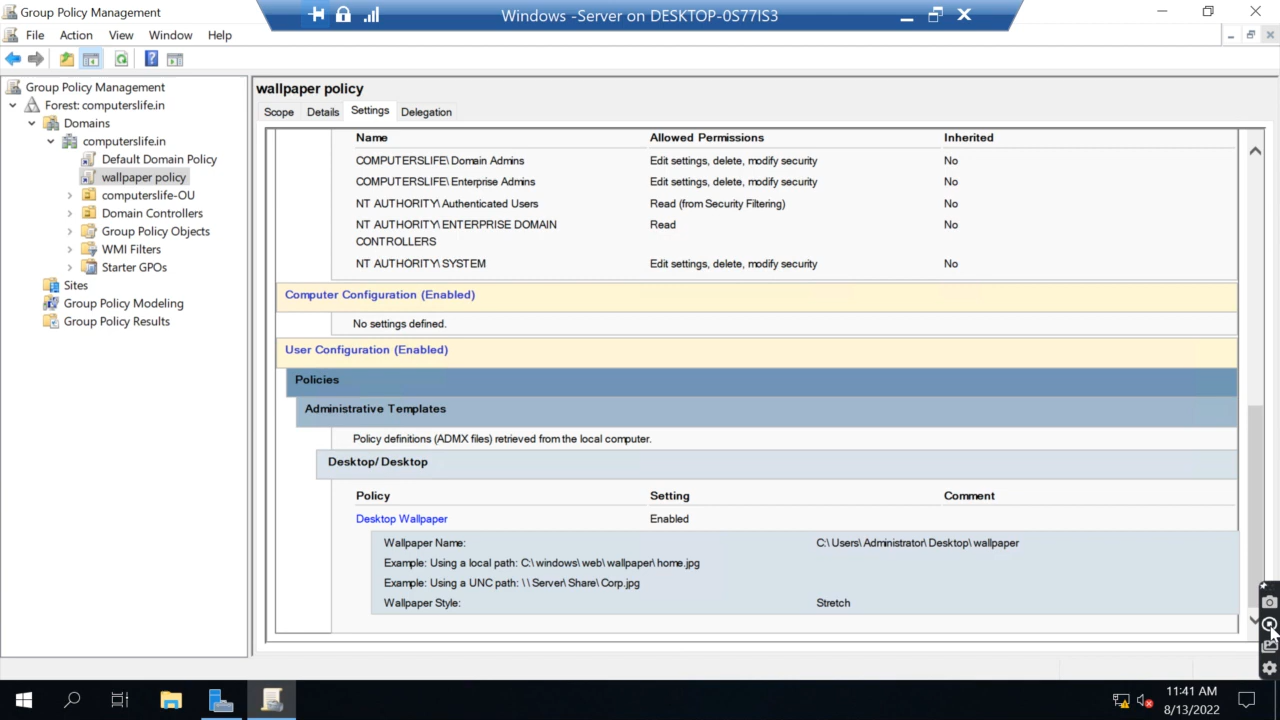 Group Policy Management
Windows -Server on DESKTOP-0S77IS3
File Action View Window Help
Group Policy Management
Forest: computerslife.in
Domains
computerslife.in
Default Domain Policy
wallpaper policy
computerslife-OU
Domain Controllers
Group Policy Objects
WMI Filters
Starter GPOs
Sites
Group Policy Modeling
Group Policy Results
wallpaper policy
Scope Details Settings Delegation
Name Allowed Permissions Inherited
COMPUTERSLIFE\Domain Admins Edit settings, delete, modify security No
COMPUTERSLIFE\Enterprise Admins Edit settings, delete, modify security No
NT AUTHORITY\Authenticated Users Read (from Security Filtering) No
NT AUTHORITY\ENTERPRISE DOMAIN Read No
CONTROLLERS
NT AUTHORITY\SYSTEM Edit settings, delete, modify security No
Computer Configuration (Enabled)
No settings defined.
User Configuration (Enabled)
Policies
Administrative Templates
Policy definitions (ADMX files) retrieved from the local computer.
Desktop/Desktop
Policy Setting Comment
Desktop Wallpaper Enabled
Wallpaper Name: C:\Users\Administrator\Desktop\wallpaper
Example: Using a local path: C:\windows\web\wallpaper\home.jpg
Example: Using a UNC path: \\Server\Share\Corp.jpg
Wallpaper Style: Stretch
11:41 AM
8/13/2022